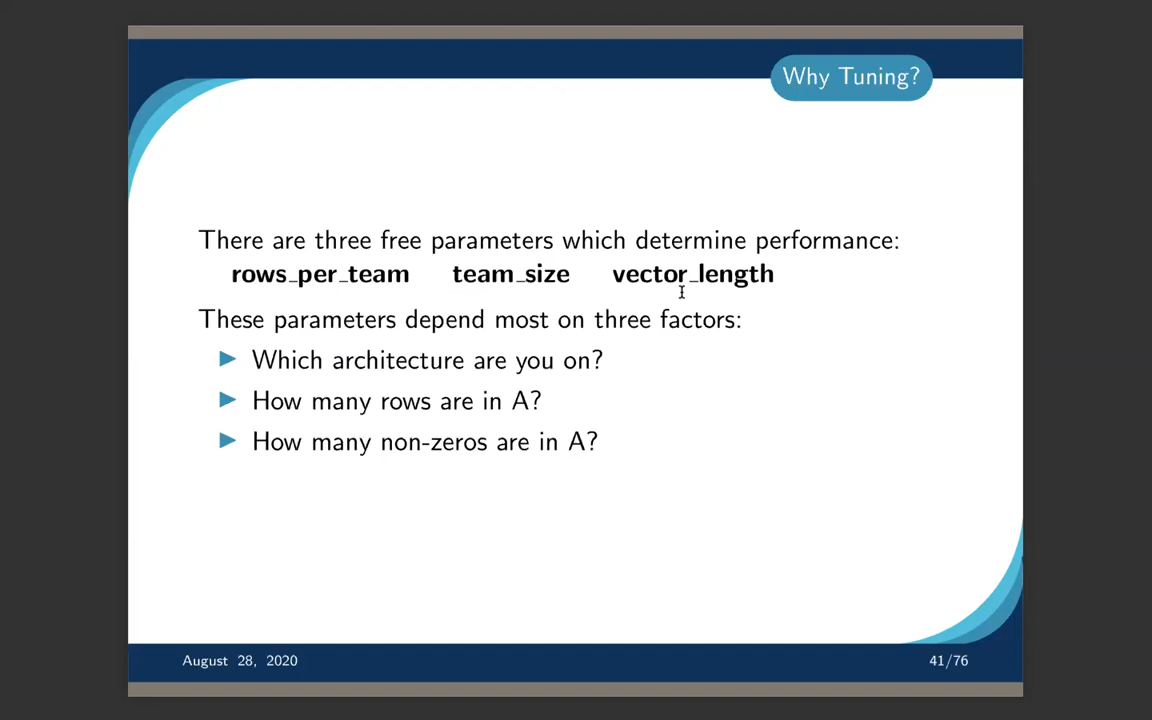 Why Tuning?
There are three free parameters which determine performance:
rows_per_team team_size vector_length
These parameters depend most on three factors:
Which architecture are you on?
How many rows are in A?
How many non-zeros are in A?
August 28, 2020 41/76